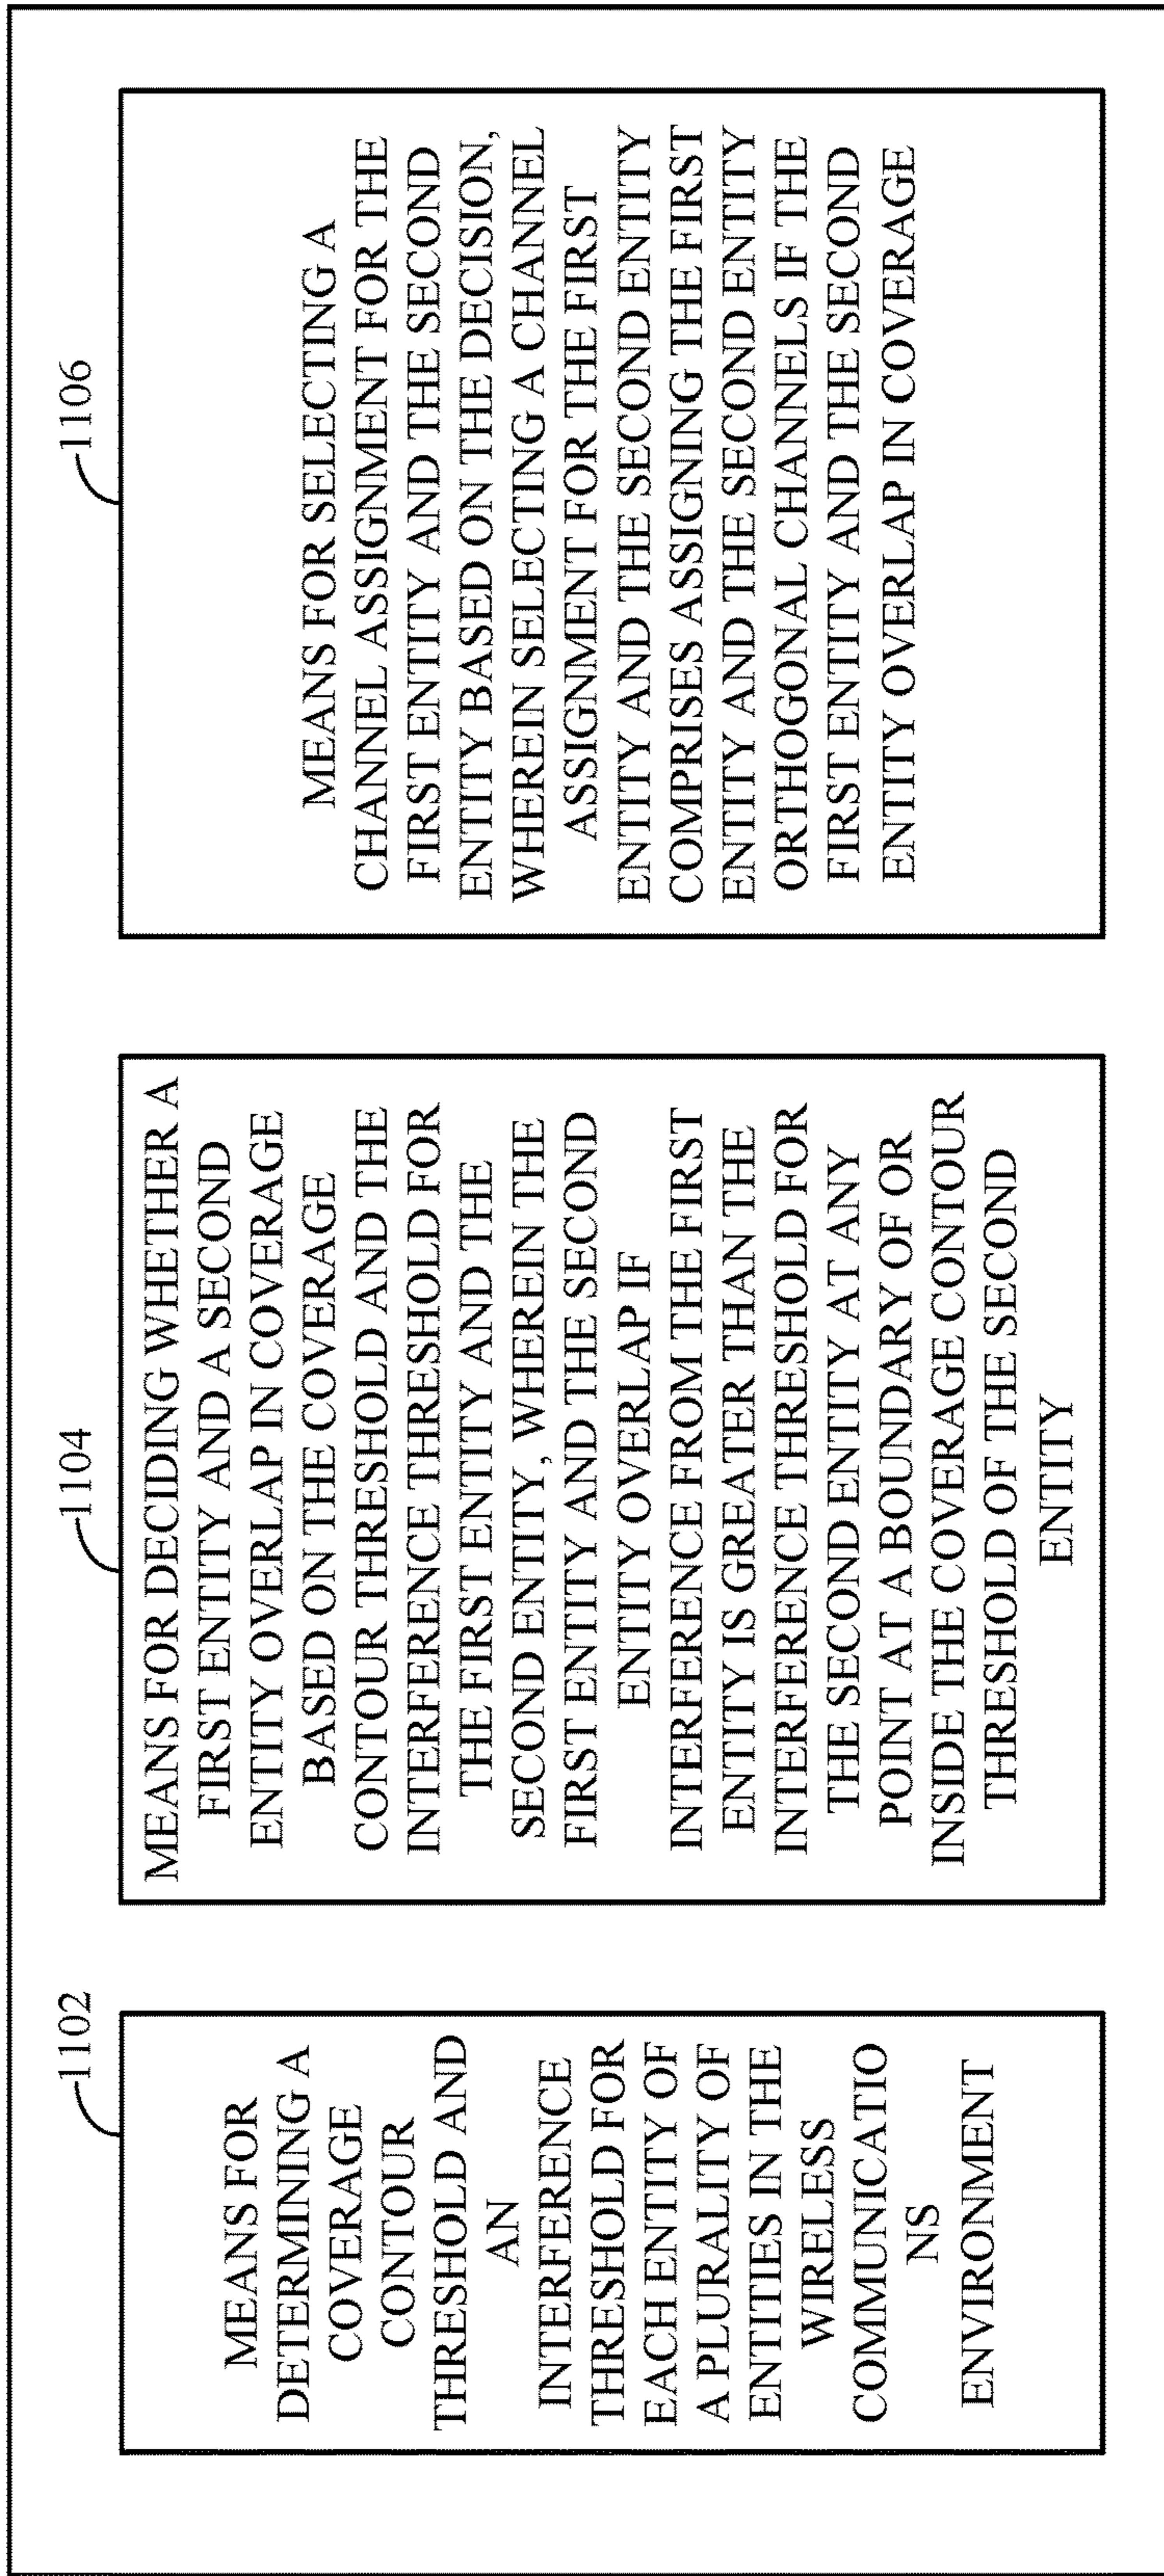 1102
MEANS FOR
DETERMINING A
COVERAGE
CONTOUR
THRESHOLD AND
AN
INTERFERENCE
THRESHOLD FOR
EACH ENTITY OF
A PLURALITY OF
ENTITIES IN THE
WIRELESS
COMMUNICATIO
NS
ENVIRONMENT
1104
MEANS FOR DECIDING WHETHER A
FIRST ENTITY AND A SECOND
ENTITY OVERLAP IN COVERAGE
BASED ON THE COVERAGE
CONTOUR THRESHOLD AND THE
INTERFERENCE THRESHOLD FOR
THE FIRST ENTITY AND THE
SECOND ENTITY, WHEREIN THE
FIRST ENTITY AND THE SECOND
ENTITY OVERLAP IF
INTERFERENCE FROM THE FIRST
ENTITY IS GREATER THAN THE
INTERFERENCE THRESHOLD FOR
THE SECOND ENTITY AT ANY
POINT AT A BOUNDARY OF OR
INSIDE THE COVERAGE CONTOUR
THRESHOLD OF THE SECOND
ENTITY
1106
MEANS FOR SELECTING A
CHANNEL ASSIGNMENT FOR THE
FIRST ENTITY AND THE SECOND
ENTITY BASED ON THE DECISION,
WHEREIN SELECTING A CHANNEL
ASSIGNMENT FOR THE FIRST
ENTITY AND THE SECOND ENTITY
COMPRISES ASSIGNING THE FIRST
ENTITY AND THE SECOND ENTITY
ORTHOGONAL CHANNELS IF THE
FIRST ENTITY AND THE SECOND
ENTITY OVERLAP IN COVERAGE